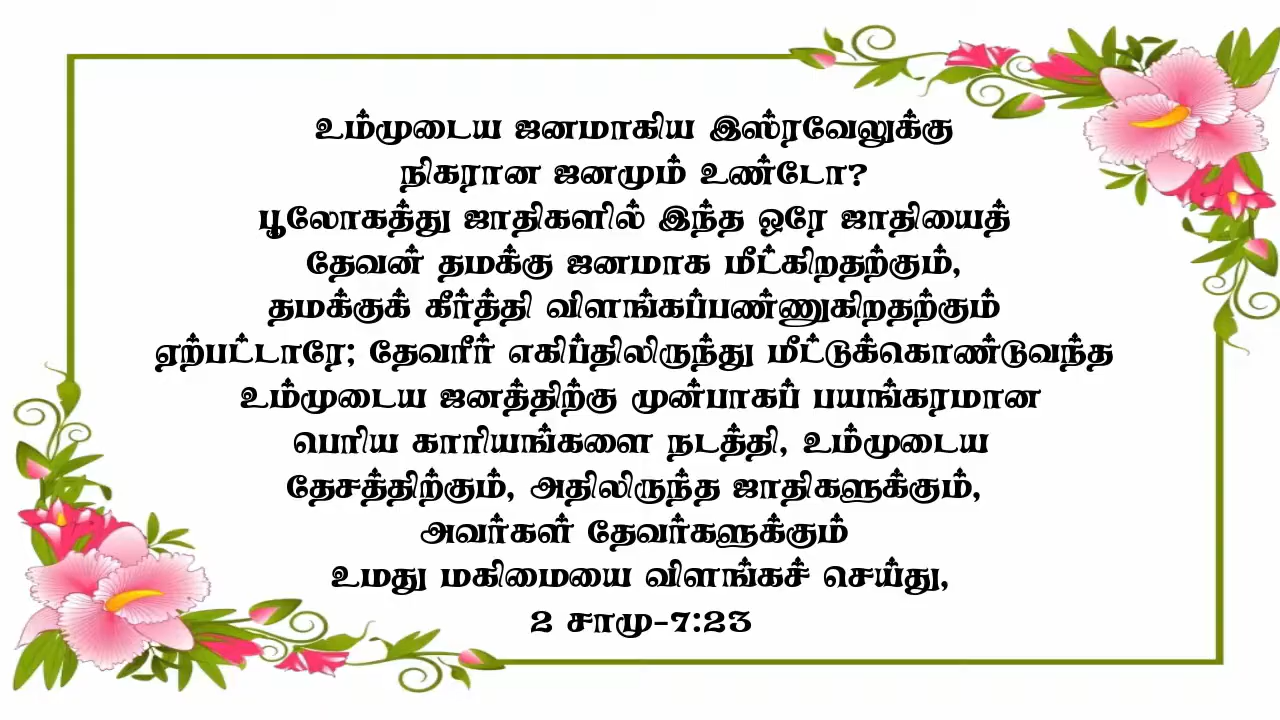 உம்முடைய ஜனமாகிய இஸ்ரவேலுக்கு
நிகரான ஜனமும் உண்டோ?
பூலோகத்து ஜாதிகளில் இந்த ஒரே ஜாதியைத்
தேவன் தமக்கு ஜனமாக மீட்கிறதற்கும்,
தமக்குக் கீர்த்தி விளங்கப்பண்ணுகிறதற்கும்
ஏற்பட்டாரே; தேவரீர் எகிப்திலிருந்து மீட்டுக்கொண்டுவந்த
உம்முடைய ஜனத்திற்கு முன்பாகப் பயங்கரமான
பெரிய காரியங்களை நடத்தி, உம்முடைய
தேசத்திற்கும், அதிலிருந்த ஜாதிகளுக்கும்,
அவர்கள் தேவர்களுக்கும்
உமது மகிமையை விளங்கச் செய்து,
2 சாமு-7:23